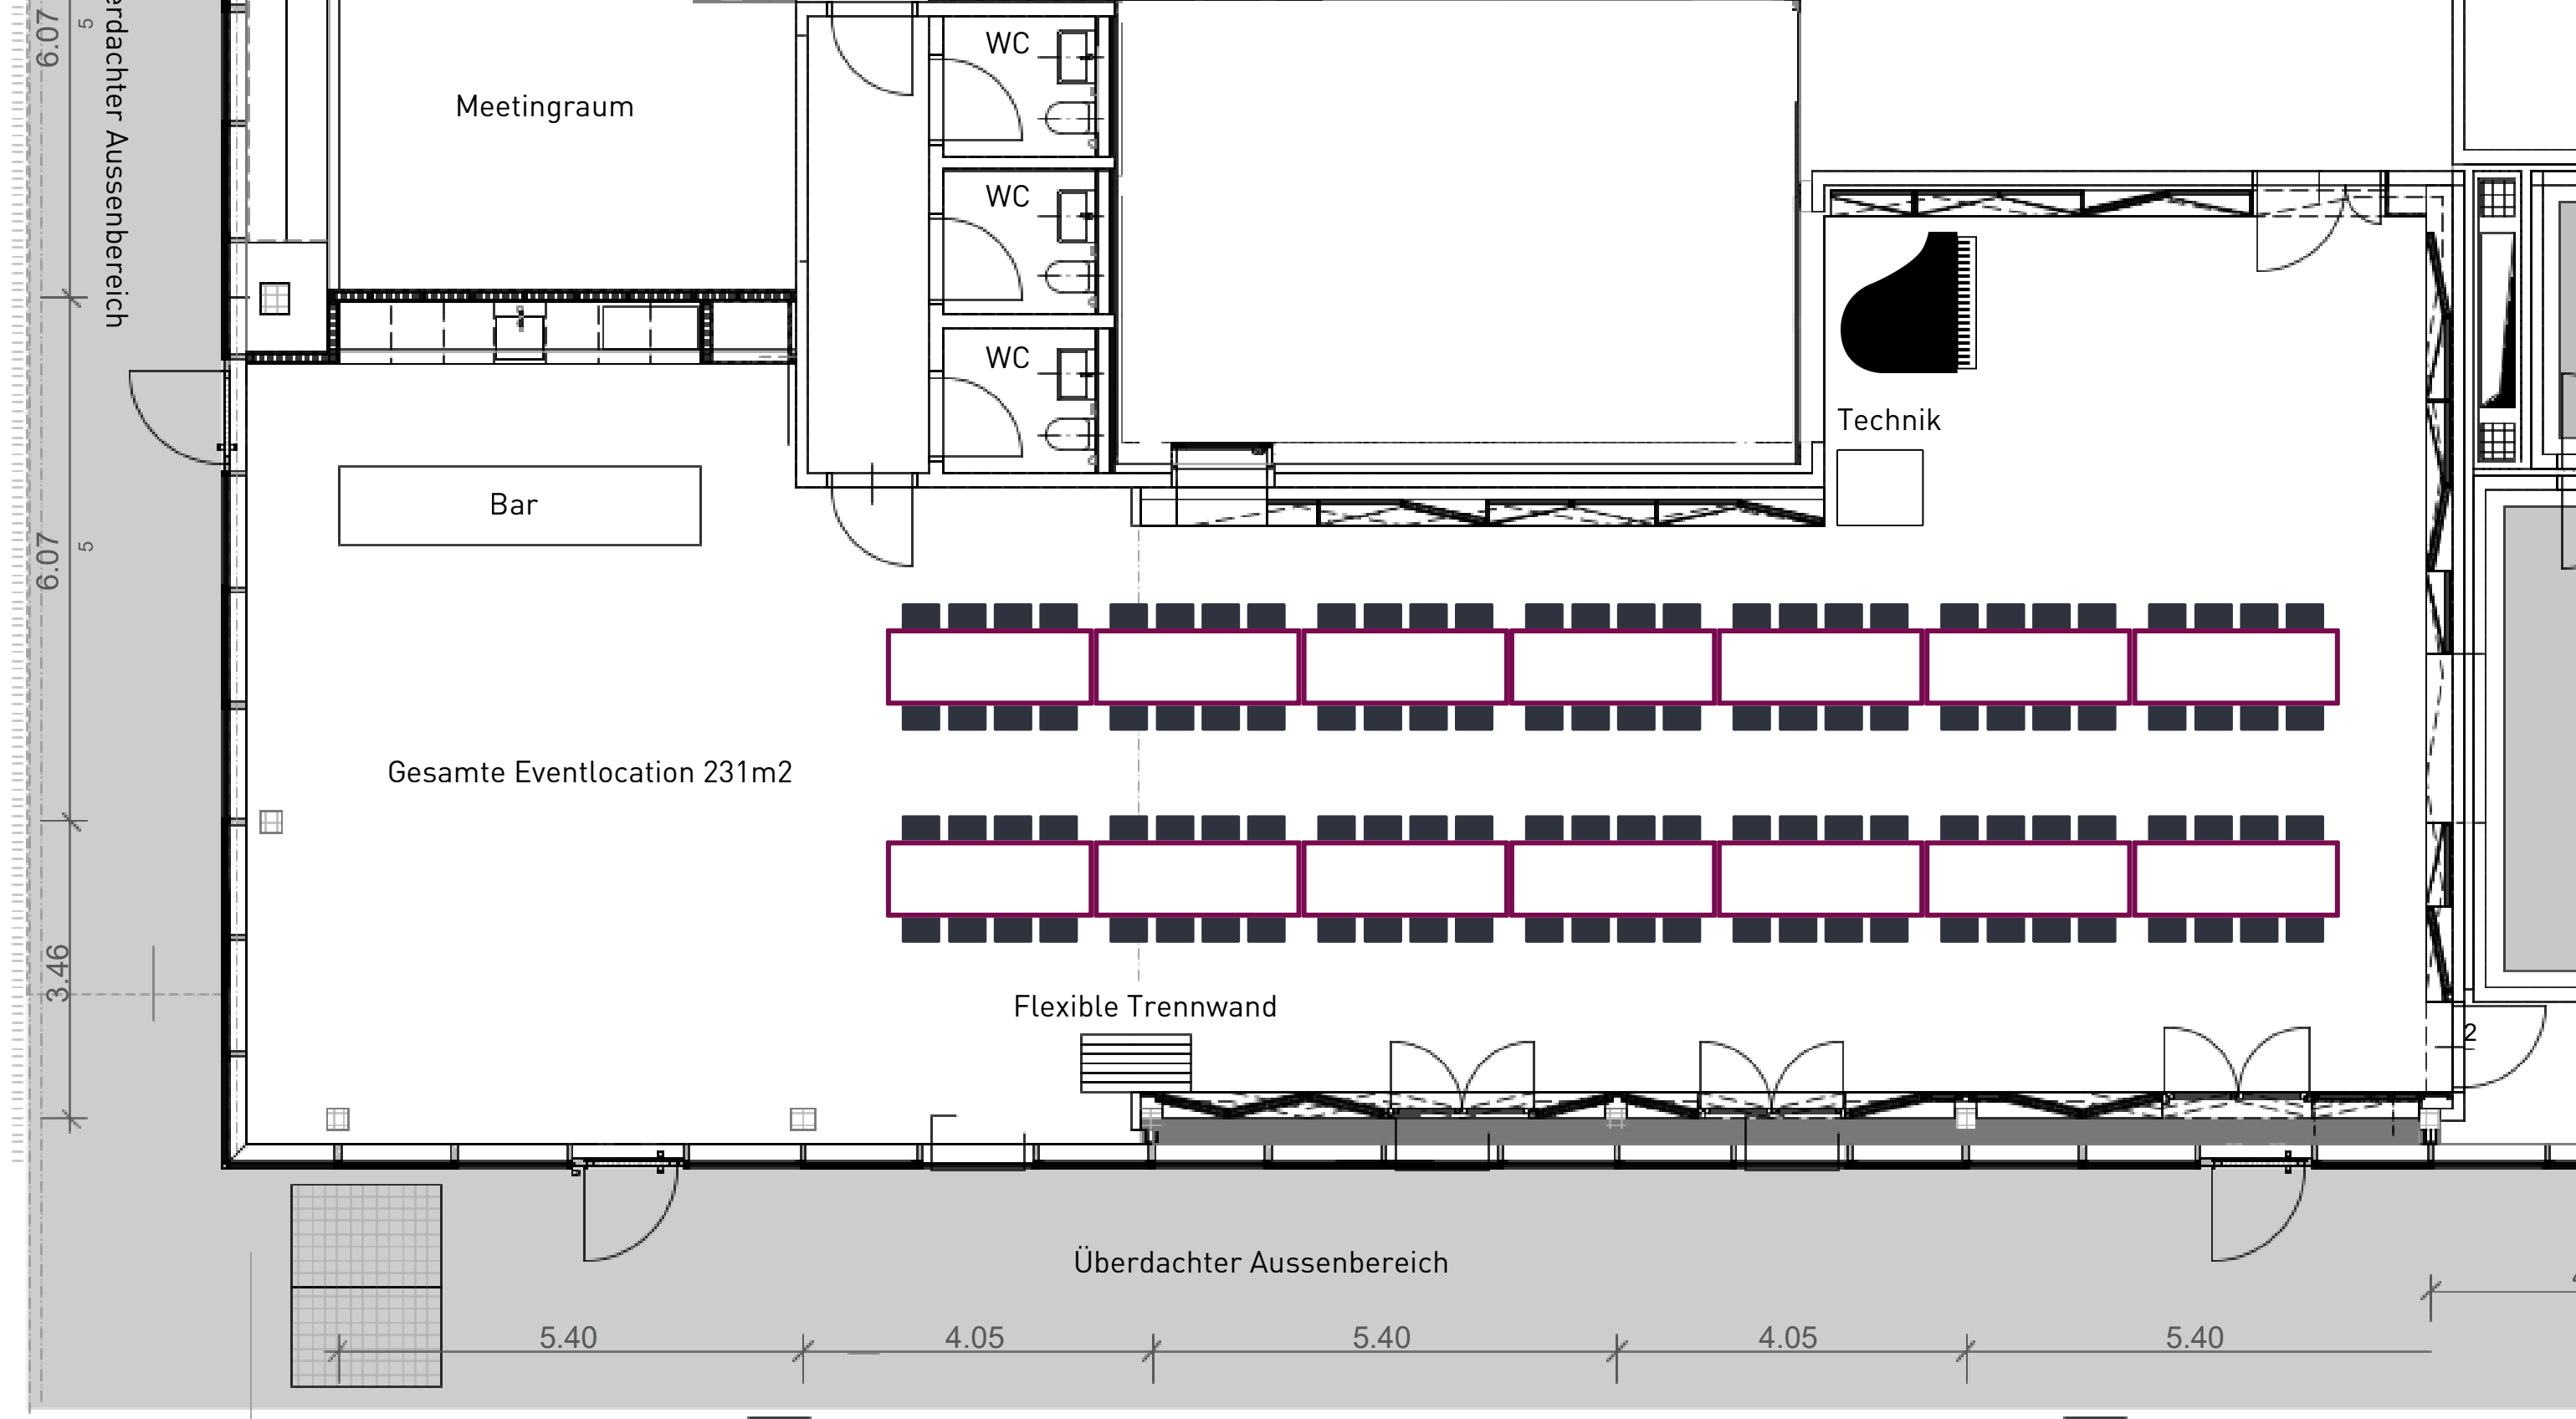 6.07
5
erdachter Aussenbereich
Meetingraum
WC
WC
WC
Technik
Bar
6.07
5
Gesamte Eventlocation 231m2
3.46
Flexible Trennwand
2
Überdachter Aussenbereich
5.40
4.05
5.40
4.05
5.40